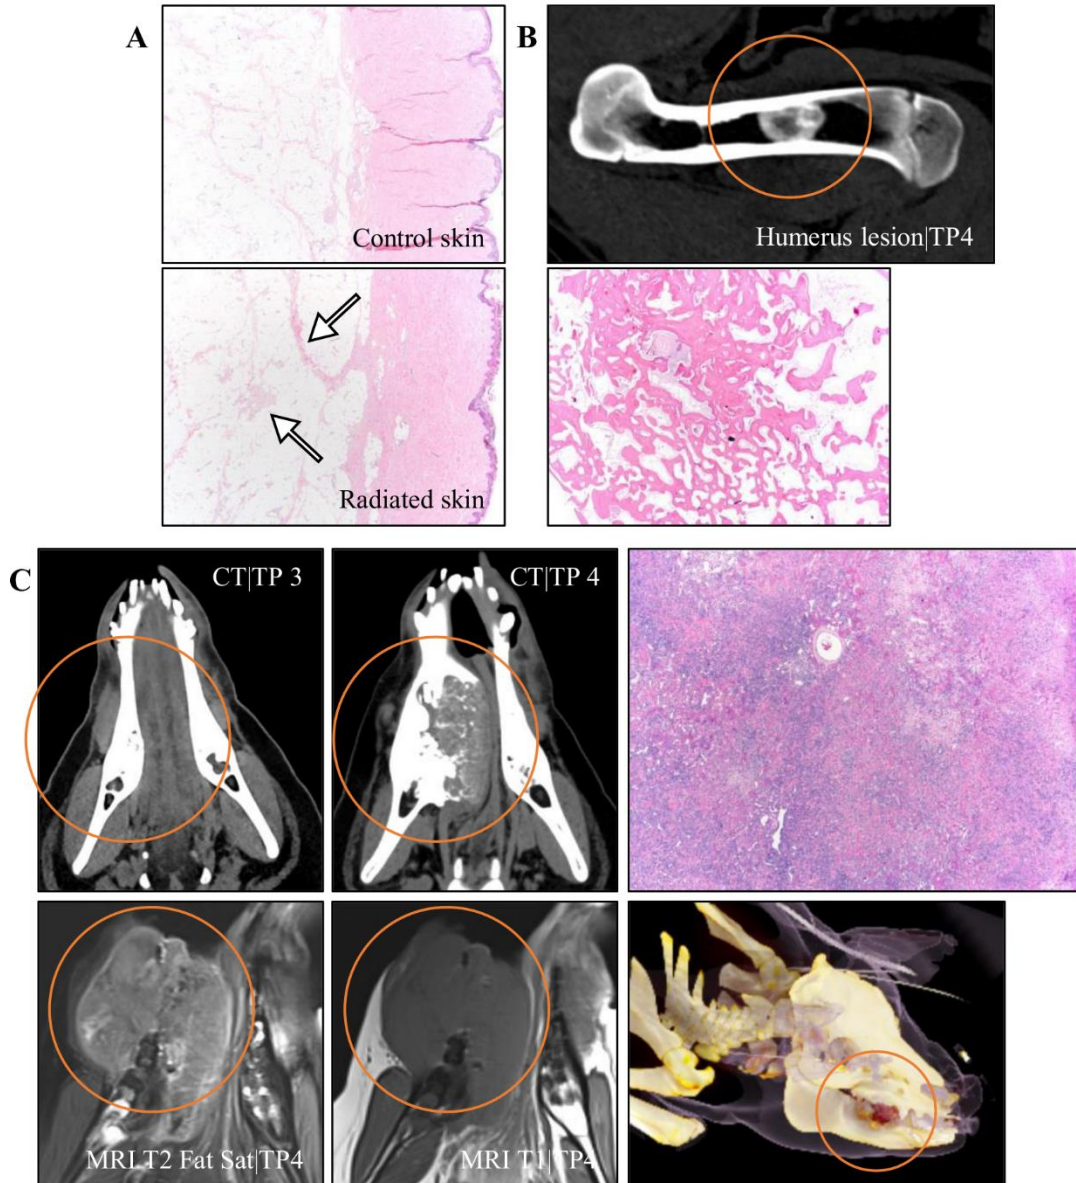 A
Control skin
Radiated skin
B
Humerus lesion|TP4
C
CT|TP 3
CT|TP 4
MRI.T2 Fat Sat|TP4
MRI T1|TP4